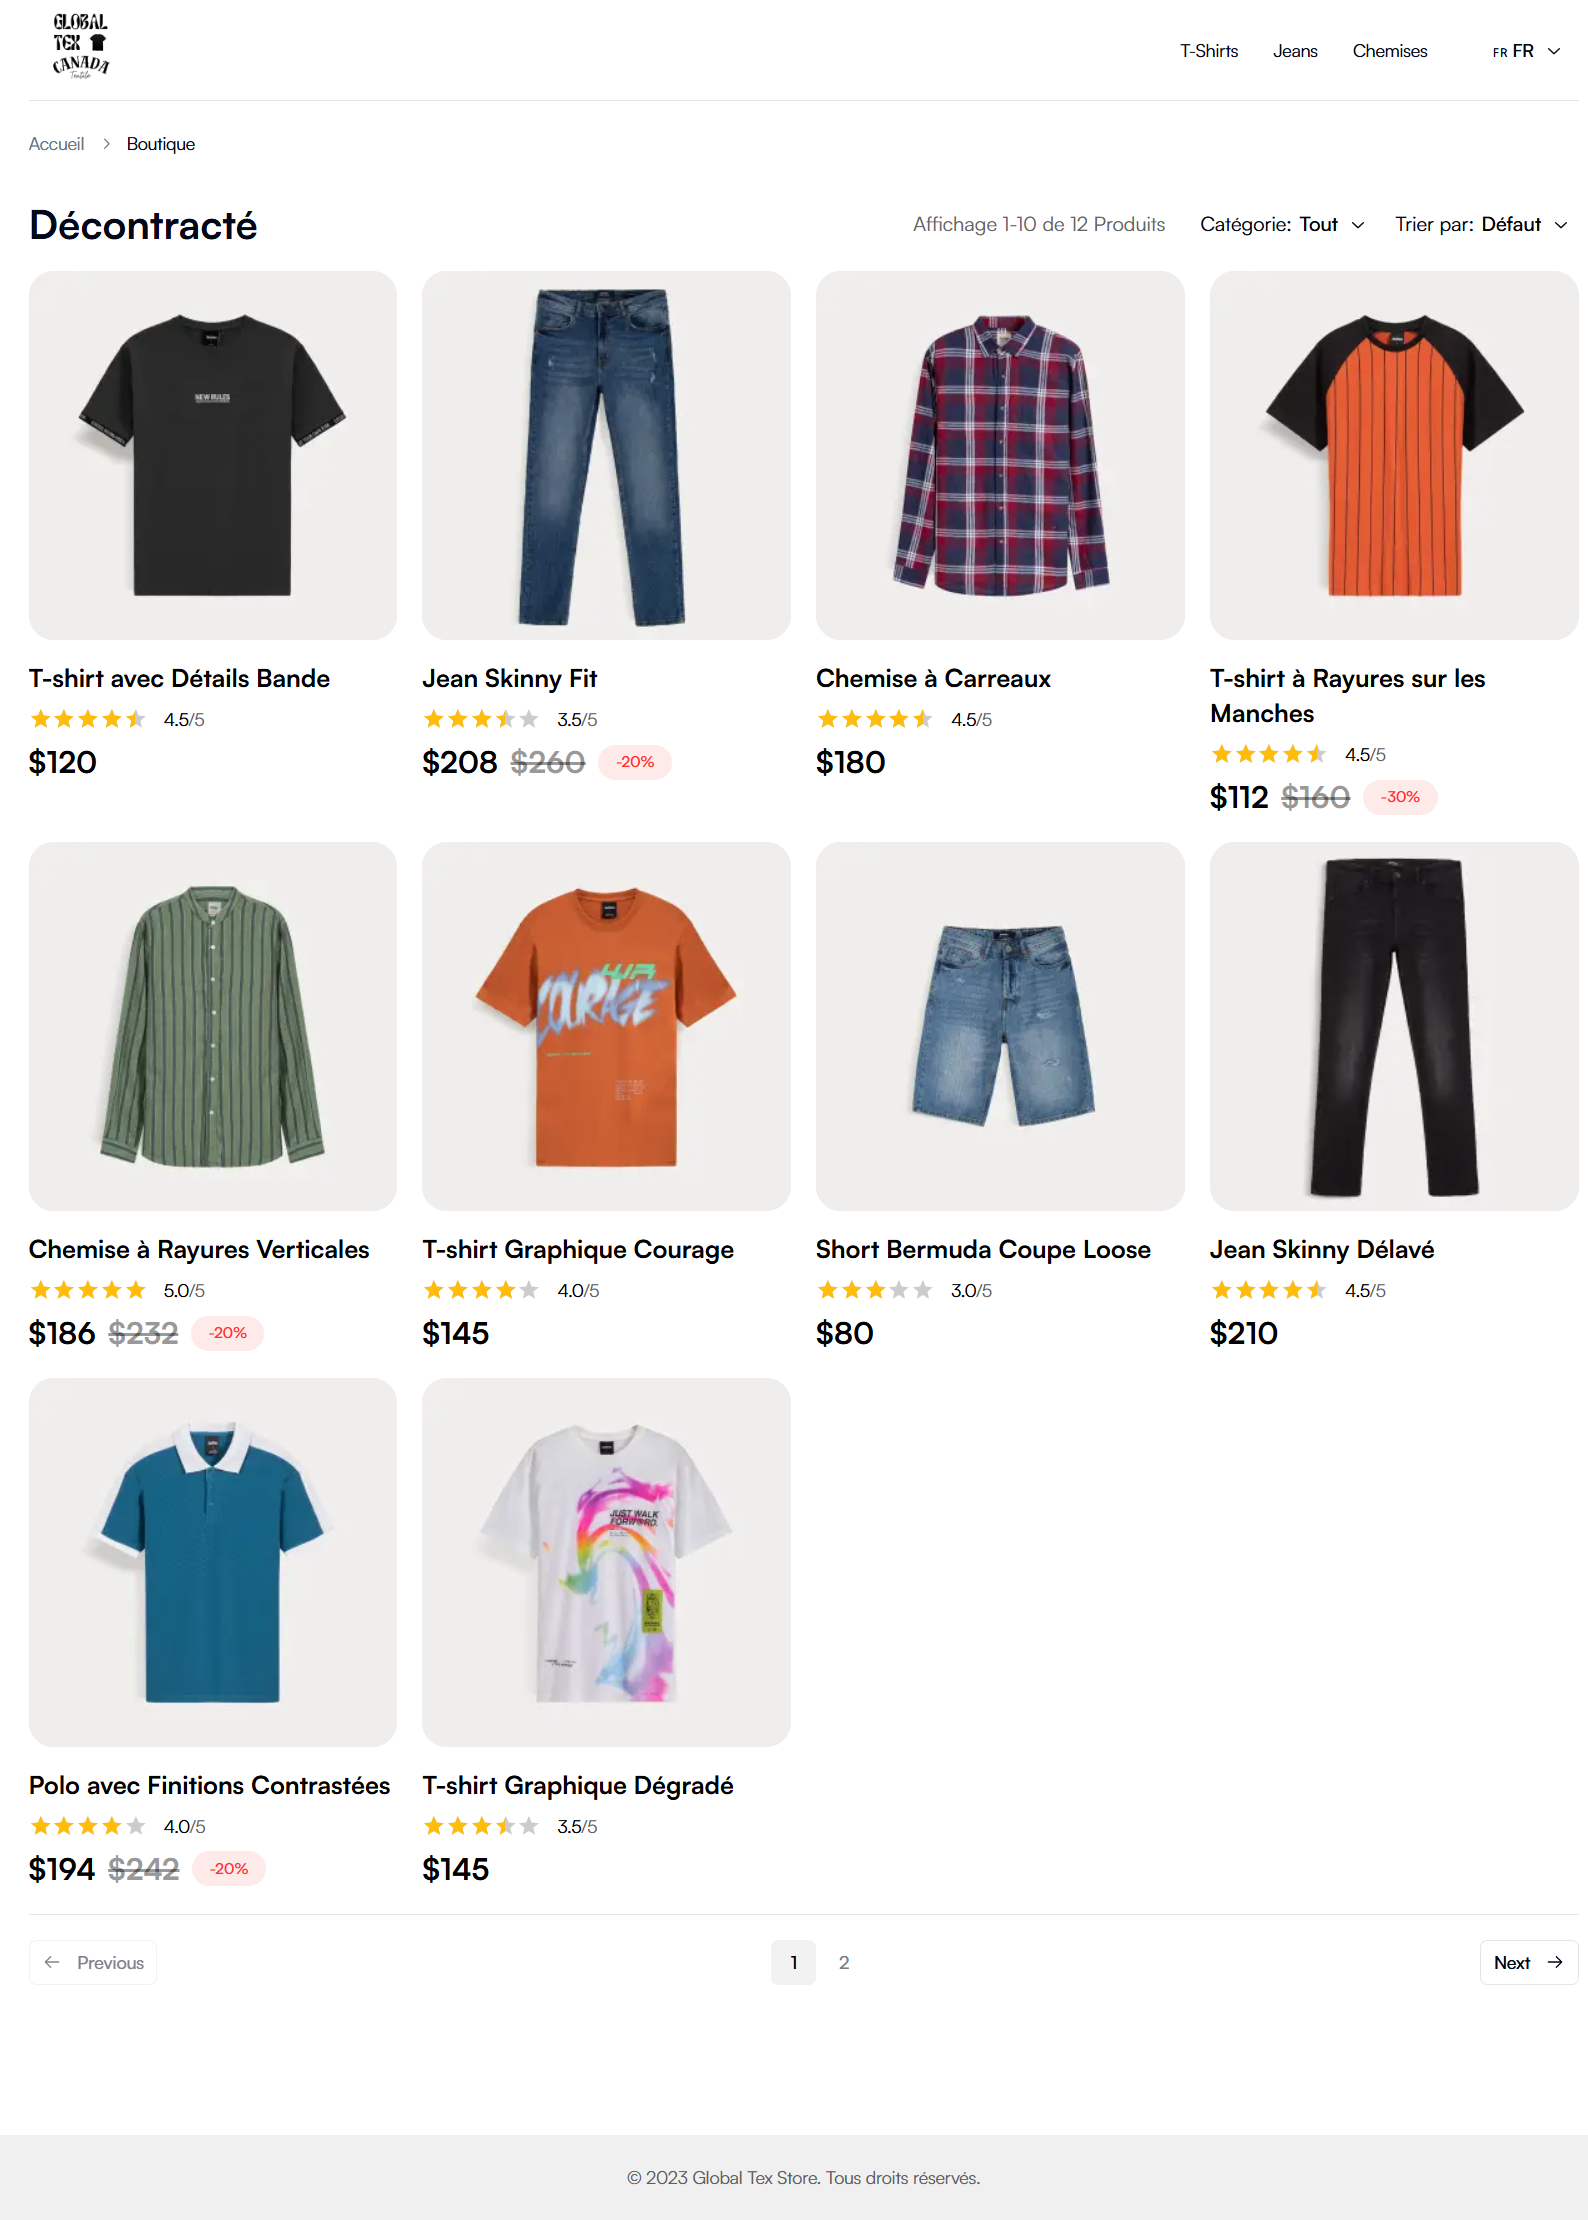 GLOBAL
TEX
CANADA
Textile
T-Shirts Jeans Chemises FR FR
Accueil Boutique
Décontracté
Affichage 1-10 de 12 Produits Catégorie: Tout Trier par: Défaut
NEW RULES
T-shirt avec Détails Bande
4.5/5
$120
Jean Skinny Fit
3.5/5
$208 $260 -20%
Chemise à Carreaux
4.5/5
$180
T-shirt à Rayures sur les
Manches
4.5/5
$112 $160 -30%
COURAGE
Chemise à Rayures Verticales
5.0/5
$186 $232 -20%
T-shirt Graphique Courage
4.0/5
$145
Short Bermuda Coupe Loose
3.0/5
$80
Jean Skinny Délavé
4.5/5
$210
JUST WALK
FORWARD.
Polo avec Finitions Contrastées
4.0/5
$194 $242 -20%
T-shirt Graphique Dégradé
3.5/5
$145
Previous 1 2 Next
© 2023 Global Tex Store. Tous droits réservés.